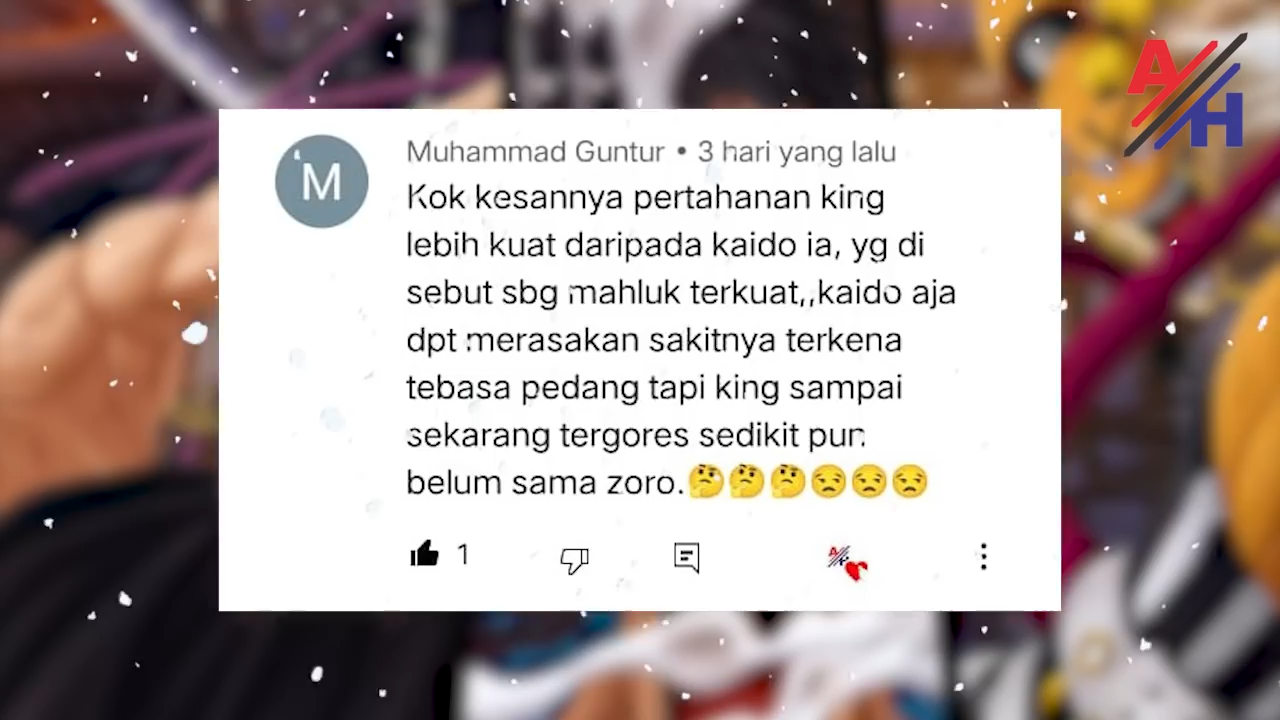 A/H
Muhammad Guntur • 3 hari yang lalu
M
Kok kesannya pertahanan king
lebih kuat daripada kaido ia, yg di
sebut sbg mahluk terkuat,,kaido aja
dpt merasakan sakitnya terkena
tebasa pedang tapi king sampai
sekarang tergores sedikit pun
belum sama zoro.🤔🤔🤔😒😒😒
1
A/H